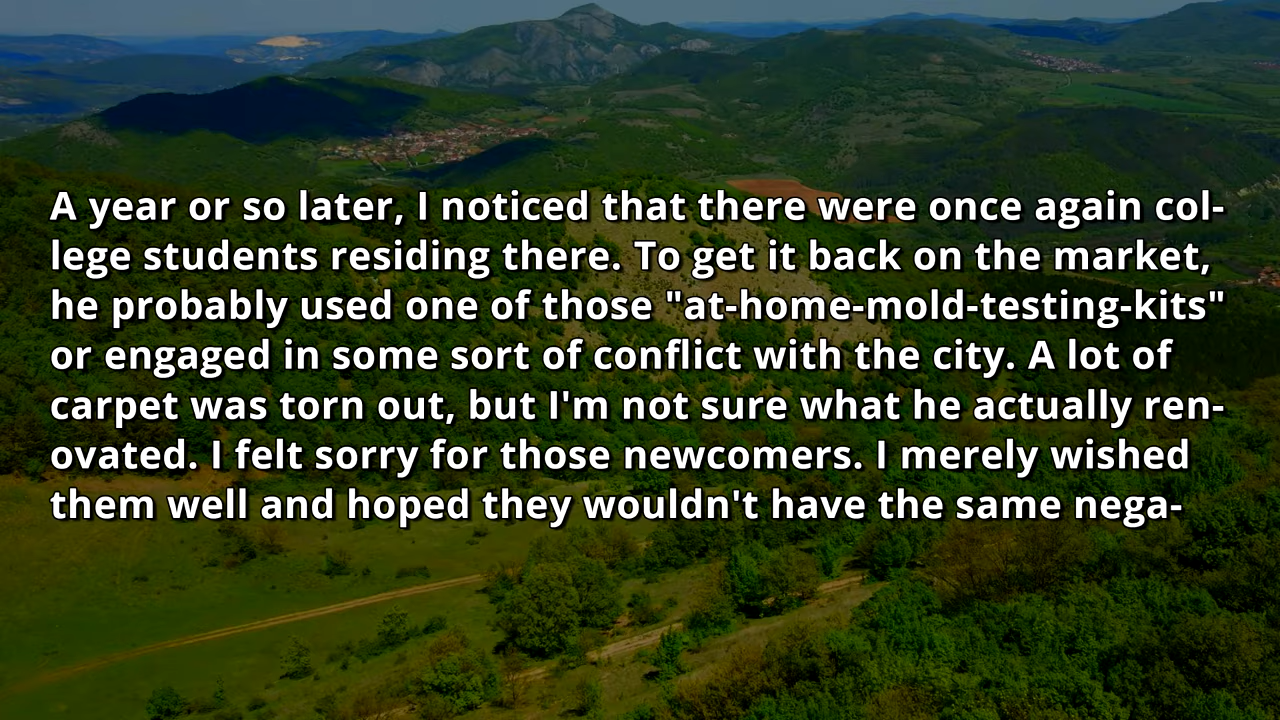 A year or so later, I noticed that there were once again col-
lege students residing there. To get it back on the market,
he probably used one of those "at-home-mold-testing-kits"
or engaged in some sort of conflict with the city. A lot of
carpet was torn out, but I'm not sure what he actually ren-
ovated. I felt sorry for those newcomers. I merely wished
them well and hoped they wouldn't have the same nega-